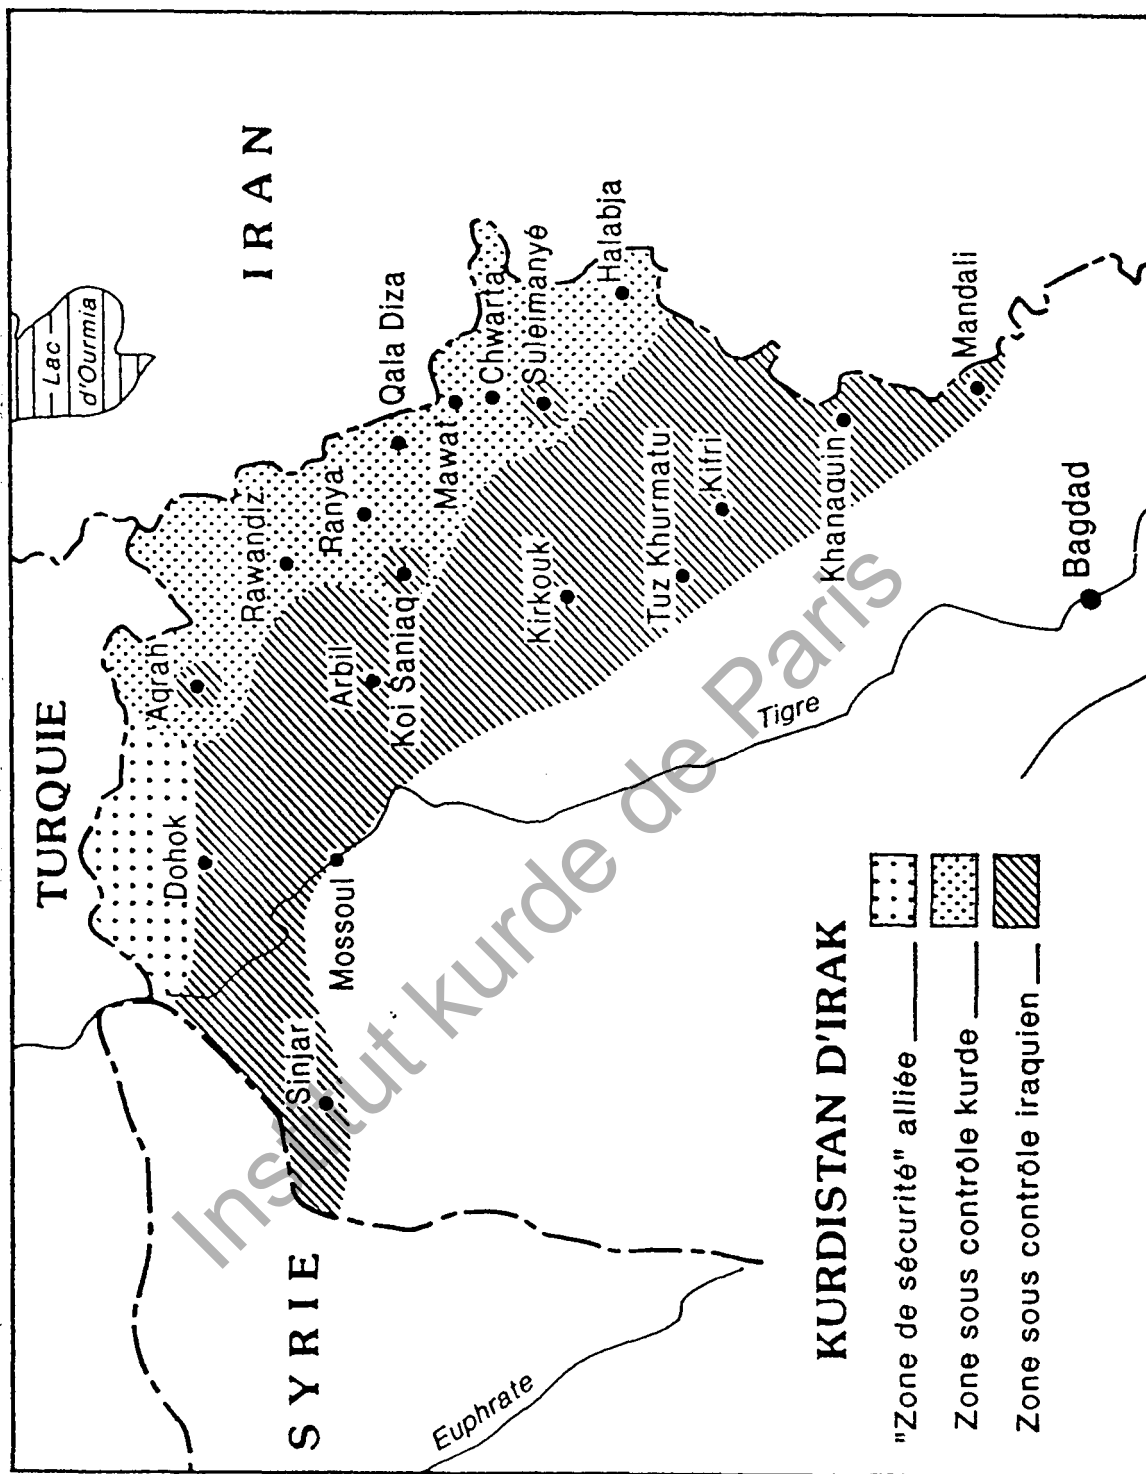 TURQUIE
IRAN
SYRIE
Lac
d'Ourmia
Dohok
Aqrah
Rawandiz
Ranya
Qala Diza
Mawat
Chwarta
Suleimanyé
Halabja
Sinjar
Mossoul
Arbil
Koi Saniaq
Kirkouk
Tuz Khurmatu
Kifri
Khanaquin
Mandali
Tigre
Euphrate
Bagdad
KURDISTAN D'IRAK
"Zone de sécurité" alliée
Zone sous contrôle kurde
Zone sous contrôle iraquien
Institut kurde de Paris